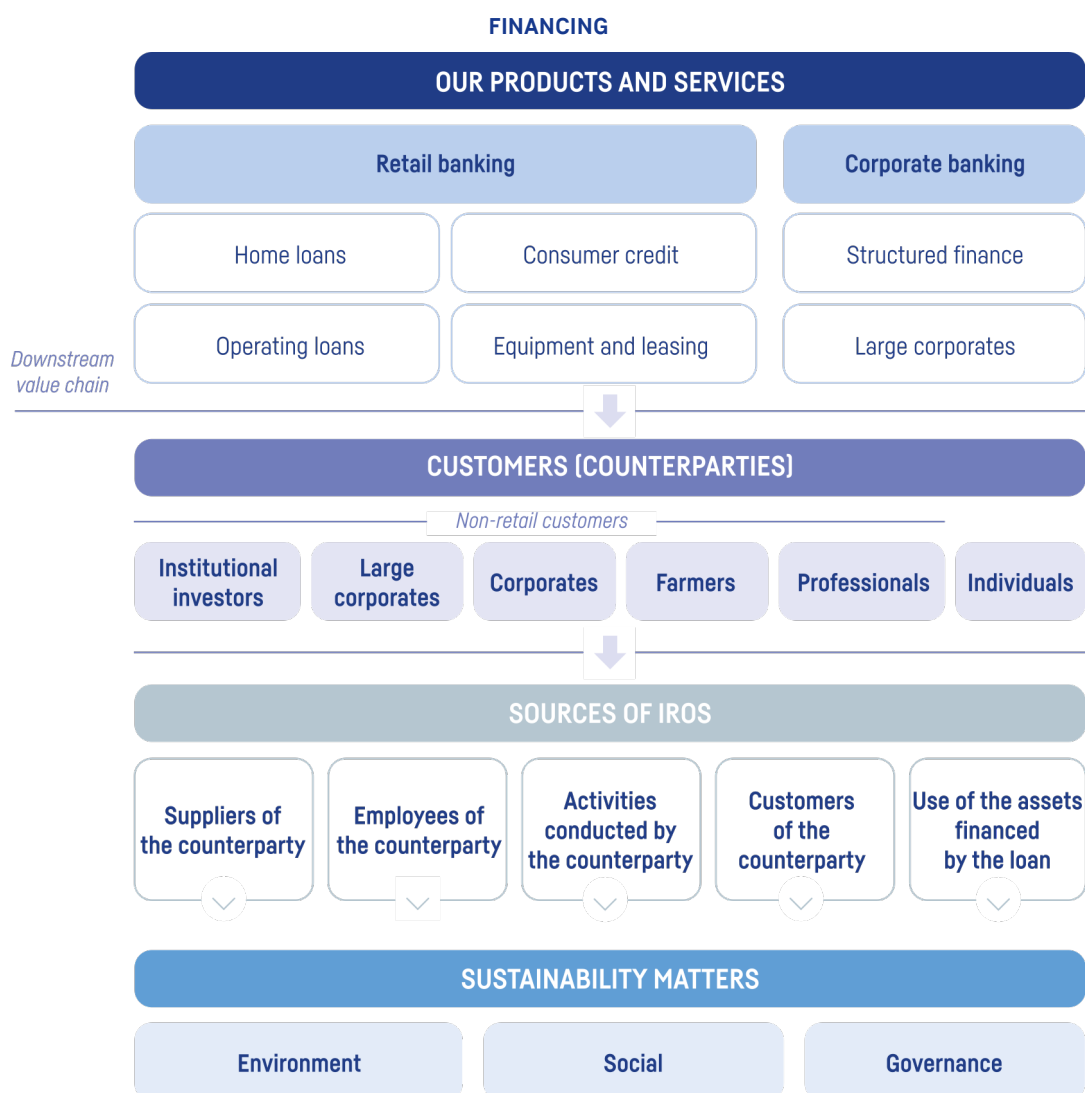 FINANCING
OUR PRODUCTS AND SERVICES
Retail banking
Corporate banking
Home loans
Consumer credit
Structured finance
Operating loans
Equipment and leasing
Large corporates
Downstream
value chain
CUSTOMERS (COUNTERPARTIES)
Non-retail customers
Institutional
investors
Large
corporates
Corporates
Farmers
Professionals
Individuals
SOURCES OF IROS
Suppliers of
the counterparty
Employees of
the counterparty
Activities
conducted by
the counterparty
Customers
of the
counterparty
Use of the assets
financed
by the loan
SUSTAINABILITY MATTERS
Environment
Social
Governance